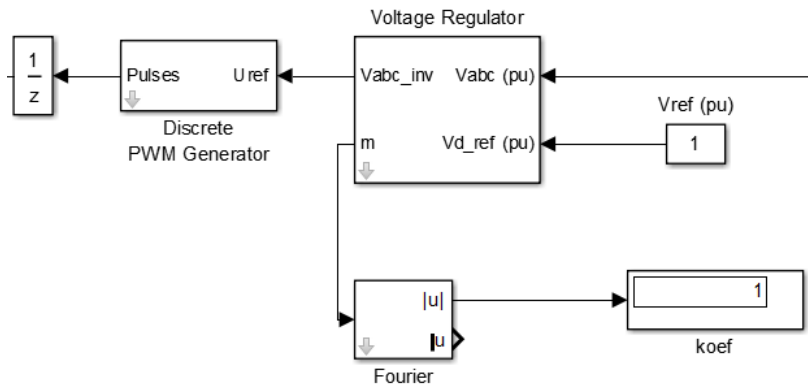 Voltage Regulator
1
z
Pulses
Uref
Discrete
PWM Generator
Vabc_inv
Vabc (pu)
m
Vd_ref (pu)
Vref (pu)
1
|u|
u
Fourier
1
koef